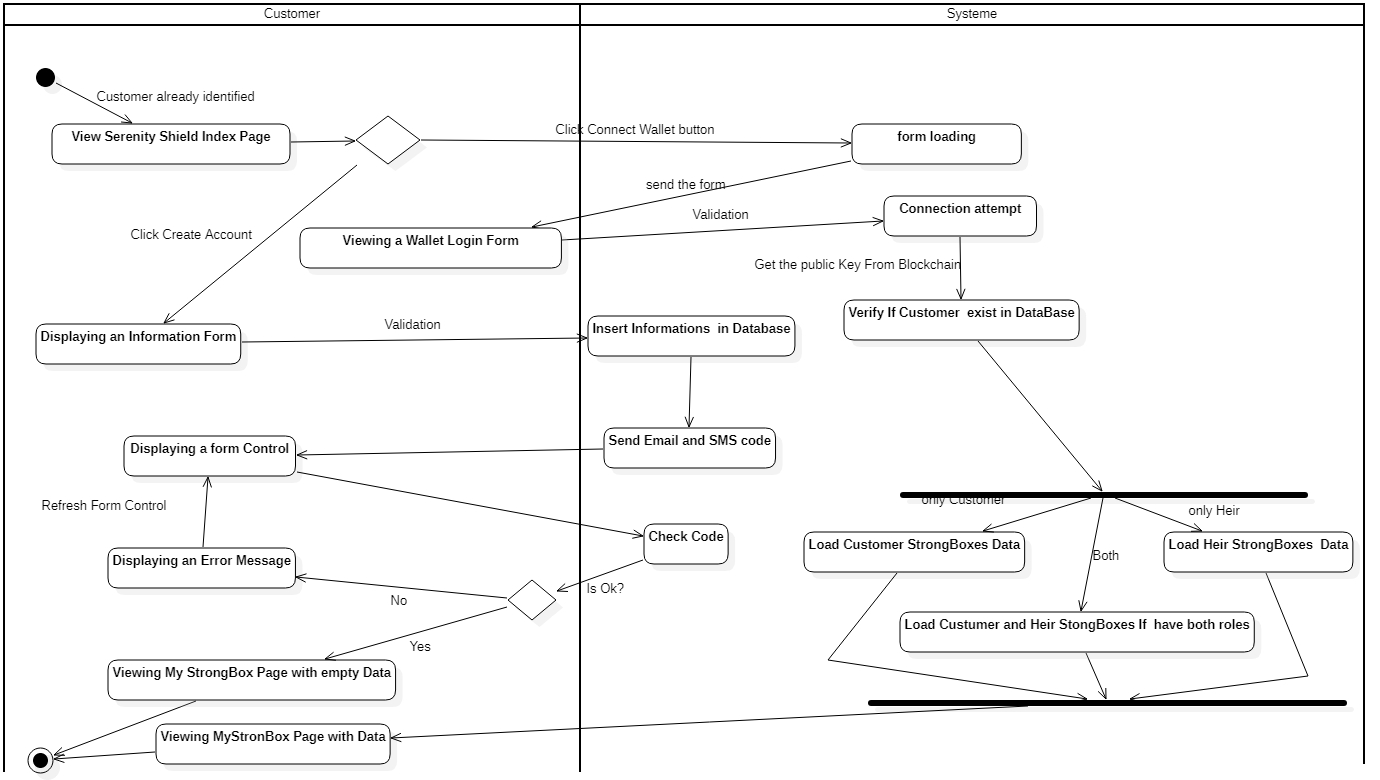 Customer
Systeme
Customer already identified
View Serenity Shield Index Page
Click Connect Wallet button
form loading
send the form
Validation
Connection attempt
Click Create Account
Viewing a Wallet Login Form
Get the public Key From Blockchain
Displaying an Information Form
Validation
Insert Informations in Database
Verify If Customer exist in DataBase
Displaying a form Control
Send Email and SMS code
Refresh Form Control
only Customer
only Heir
Check Code
Load Customer StrongBoxes Data
Both
Load Heir StrongBoxes Data
Displaying an Error Message
Is Ok?
No
Load Custumer and Heir StongBoxes If have both roles
Yes
Viewing My StrongBox Page with empty Data
Viewing MyStronBox Page with Data